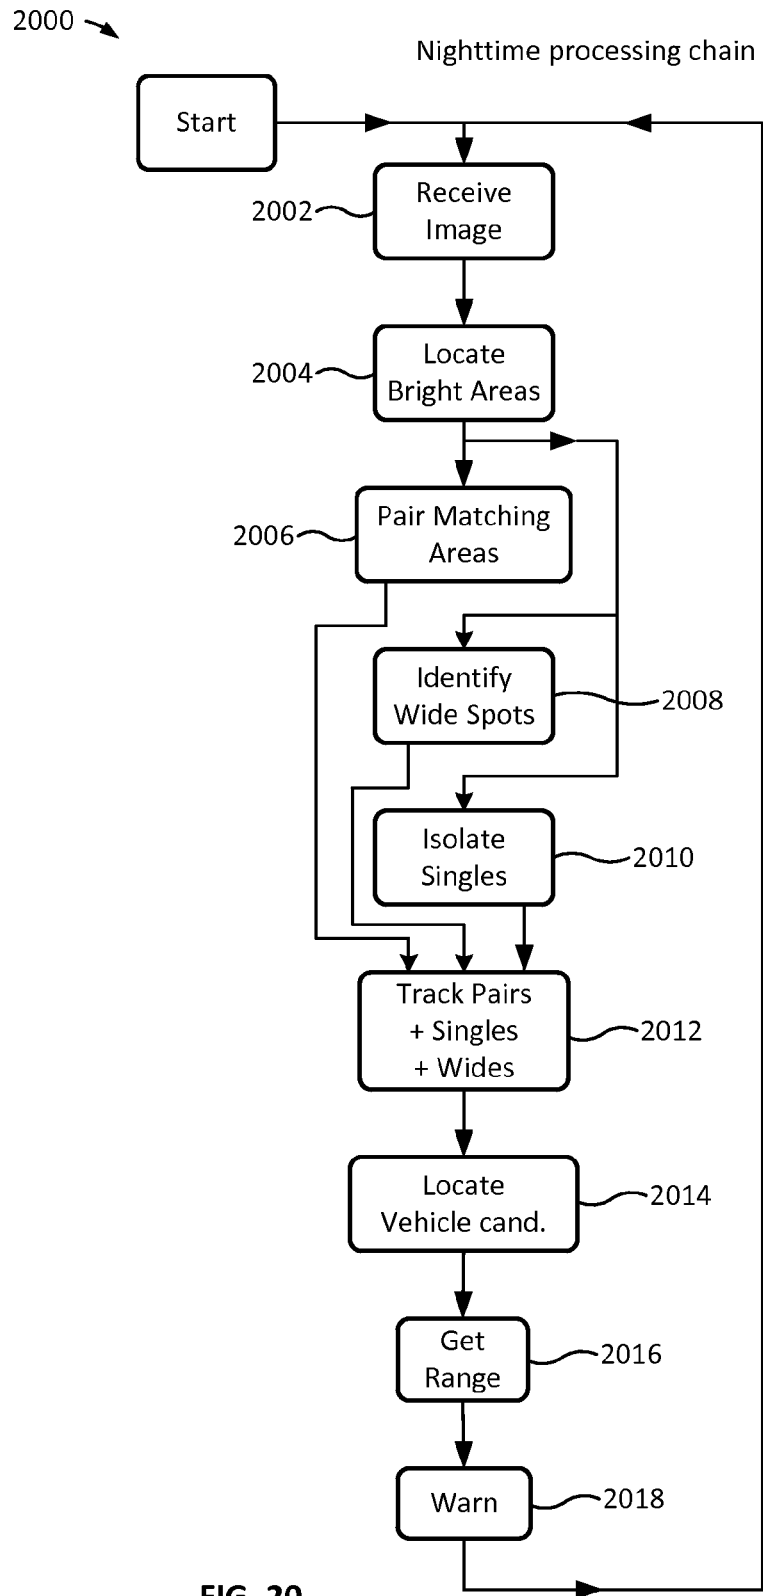 2000
Nighttime processing chain
Start
2002
Receive
Image
2004
Locate
Bright Areas
2006
Pair Matching
Areas
Identify
Wide Spots
2008
Isolate
Singles
2010
Track Pairs
+ Singles
+ Wides
2012
Locate
Vehicle cand.
2014
Get
Range
2016
Warn
2018
FIG. 20